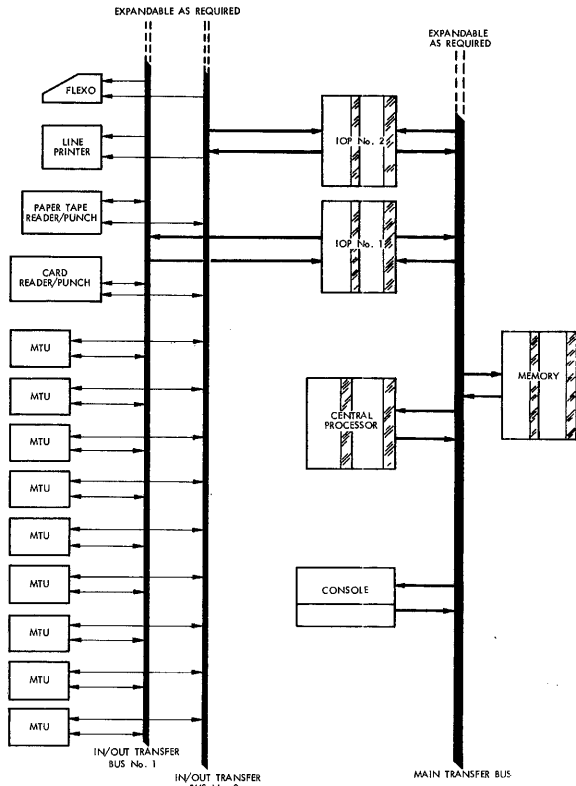 EXPANDABLE AS REQUIRED
EXPANDABLE
AS REQUIRED
FLEXO
LINE
PRINTER
PAPER TAPE
READER/PUNCH
CARD
READER/PUNCH
IOP No. 2
IOP No. 1
MTU
MTU
MTU
MTU
MTU
MTU
MTU
MTU
MTU
MEMORY
CENTRAL
PROCESSOR
CONSOLE
IN/OUT TRANSFER
BUS No. 1
IN/OUT TRANSFER
MAIN TRANSFER BUS